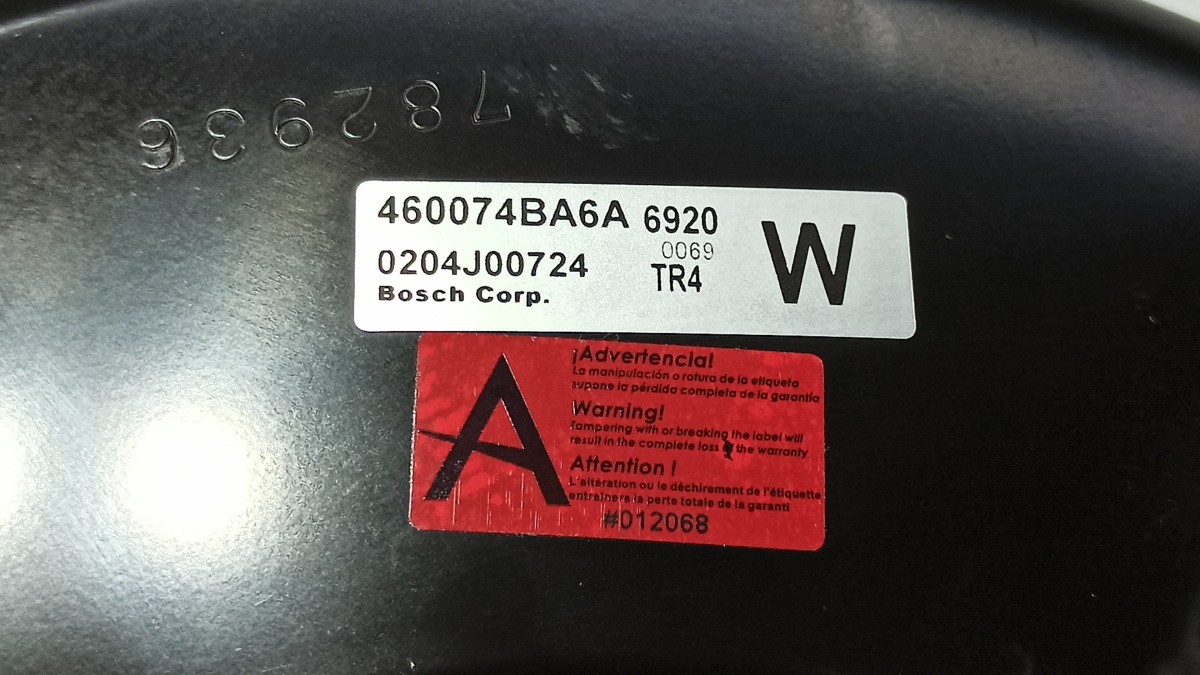 782936
460074BA6A 6920
0069
0204J00724 TR4
Bosch Corp.
W
A
¡Advertencia!
La manipulación o rotura de la etiqueta
supone la pérdida completa de la garantía
Warning!
Tampering with or breaking the label will
result in the complete loss the warranty
Attention !
L'altération ou le déchirement de l'étiquette
entraînera la perte totale de la garanti
#012068